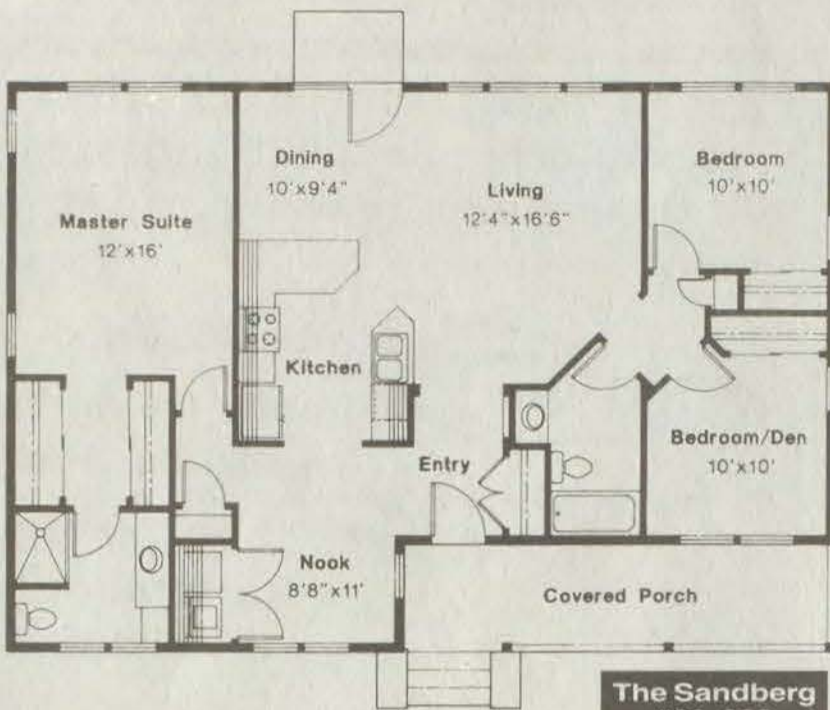 Dining
10'x9'4"
Living
12'4"x16'6"
Bedroom
10'x10'
Master Suite
12'x16'
Kitchen
Entry
Bedroom/Den
10'x10'
Nook
8'8"x11'
Covered Porch
The Sandberg